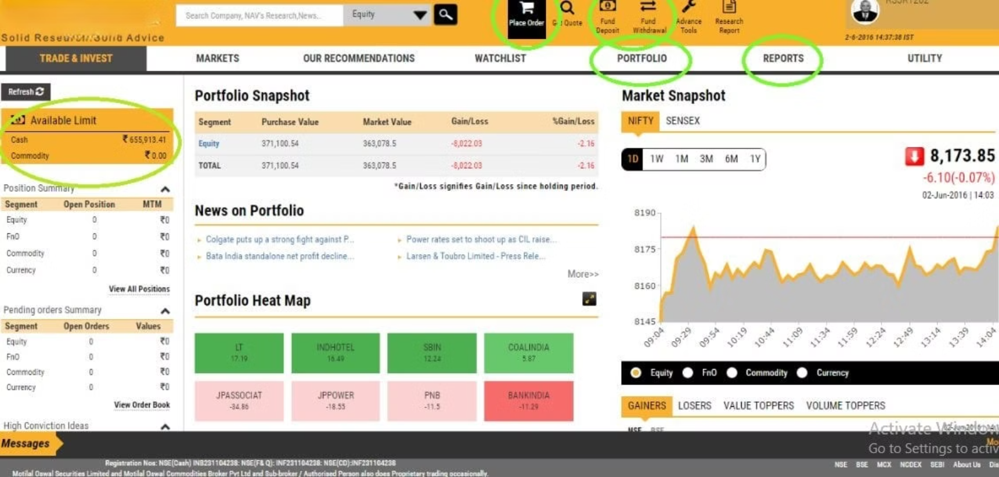 Search Company, NAV's Research,News..
Equity
Place Order
Get Quote
Fund Deposit
Fund Withdrawal
Advance Tools
Research Report
2-6-2016 14:37:38 IST
Solid Research. Solid Advice
TRADE & INVEST MARKETS OUR RECOMMENDATIONS WATCHLIST PORTFOLIO REPORTS UTILITY
Refresh
Available Limit
Cash ₹ 655,913.41
Commodity ₹ 0.00
Position Summary
Segment Open Position MTM
Equity 0 ₹0
FnO 0 ₹0
Commodity 0 ₹0
Currency 0 ₹0
View All Positions
Pending orders Summary
Segment Open Orders Values
Equity 0 ₹0
FnO 0 ₹0
Commodity 0 ₹0
Currency 0 ₹0
View Order Book
High Conviction Ideas
Portfolio Snapshot
Segment Purchase Value Market Value Gain/Loss %Gain/Loss
Equity 371,100.54 363,078.5 -8,022.03 -2.16
TOTAL 371,100.54 363,078.5 -8,022.03 -2.16
*Gain/Loss signifies Gain/Loss since holding period.
News on Portfolio
Colgate puts up a strong fight against P...
Power rates set to shoot up as CIL raise...
Bata India standalone net profit decline...
Larsen & Toubro Limited - Press Rele...
More>>
Portfolio Heat Map
LT INDHOTEL SBIN COALINDIA
17.19 16.49 12.24 5.87
JPASSOCIAT JPPOWER PNB BANKINDIA
-34.86 -18.55 -11.5 -11.29
Market Snapshot
NIFTY SENSEX
1D 1W 1M 3M 6M 1Y
8,173.85
-6.10(-0.07%)
02-Jun-2016 | 14:03
8190
8175
8160
8145
09:04 09:29 09:54 10:19 10:44 11:09 11:34 11:59 12:24 12:49 13:14 13:39 14:04
Equity FnO Commodity Currency
GAINERS LOSERS VALUE TOPPERS VOLUME TOPPERS
NSE BSE
Activate Window
Go to Settings to activ
Messages
Registration Nos: NSE(Cash) INB231104238: NSE(F& O): INF231104238: NSE(CD):INF231104238
NSE BSE MCX NCDEX SEBI About Us
Motilal Oswal Securities Limited and Motilal Oswal Commodities Broker Pvt Ltd and Sub-broker / Authorised Person also does Proprietary trading occasionally.